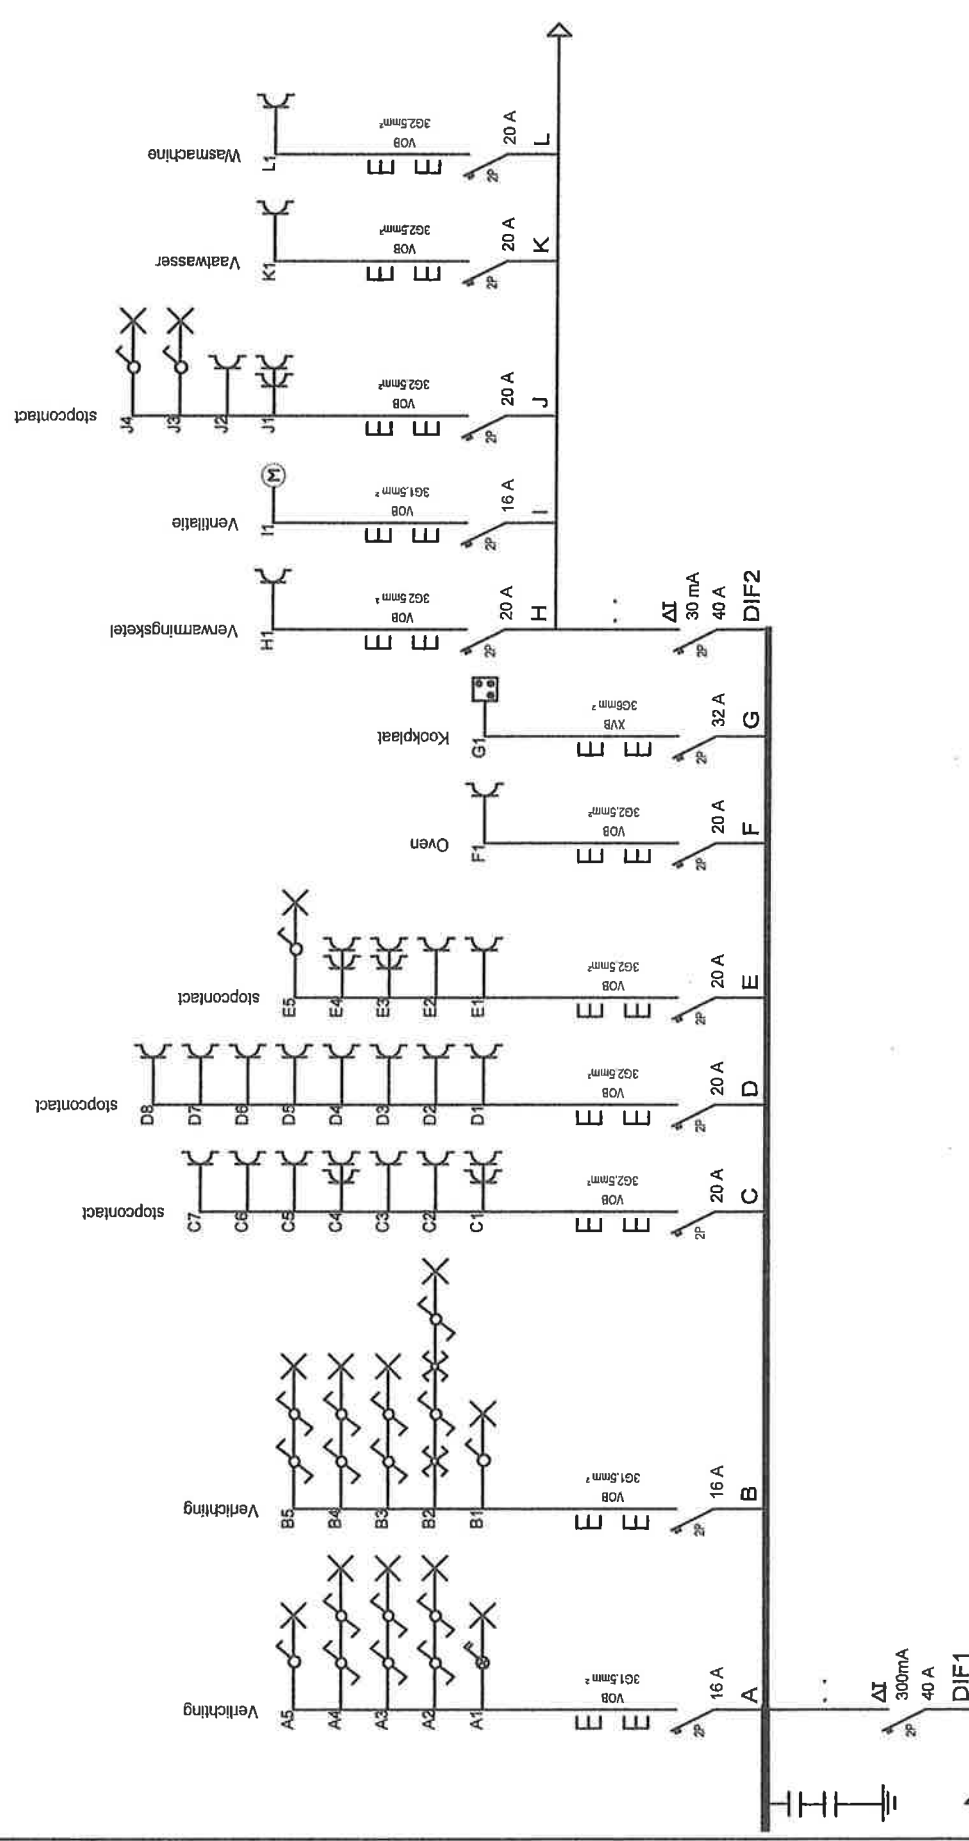 Wasmachine
L1
3G2.5mm²
VOB
2P
20 A
L
Vaatwasser
K1
3G2.5mm²
VOB
2P
20 A
K
stopcontact
J4
J3
J2
J1
3G2.5mm²
VOB
2P
20 A
J
Ventilatie
M
I1
3G1.5mm²
VOB
2P
16 A
I
Verwarmingsketel
H1
3G2.5mm²
VOB
2P
20 A
H
ΔI
30 mA
40 A
2P
DIF2
Kookplaat
G1
3G6mm²
XVB
2P
32 A
G
Oven
F1
3G2.5mm²
VOB
2P
20 A
F
stopcontact
E5
E4
E3
E2
E1
3G2.5mm²
VOB
2P
20 A
E
stopcontact
D8
D7
D6
D5
D4
D3
D2
D1
3G2.5mm²
VOB
2P
20 A
D
stopcontact
C7
C6
C5
C4
C3
C2
C1
3G2.5mm²
VOB
2P
20 A
C
Verlichting
B5
B4
B3
B2
B1
3G1.5mm²
VOB
2P
16 A
B
Verlichting
A5
A4
A3
A2
A1
3G1.5mm²
VOB
2P
16 A
A
ΔI
300mA
40 A
2P
DIF1